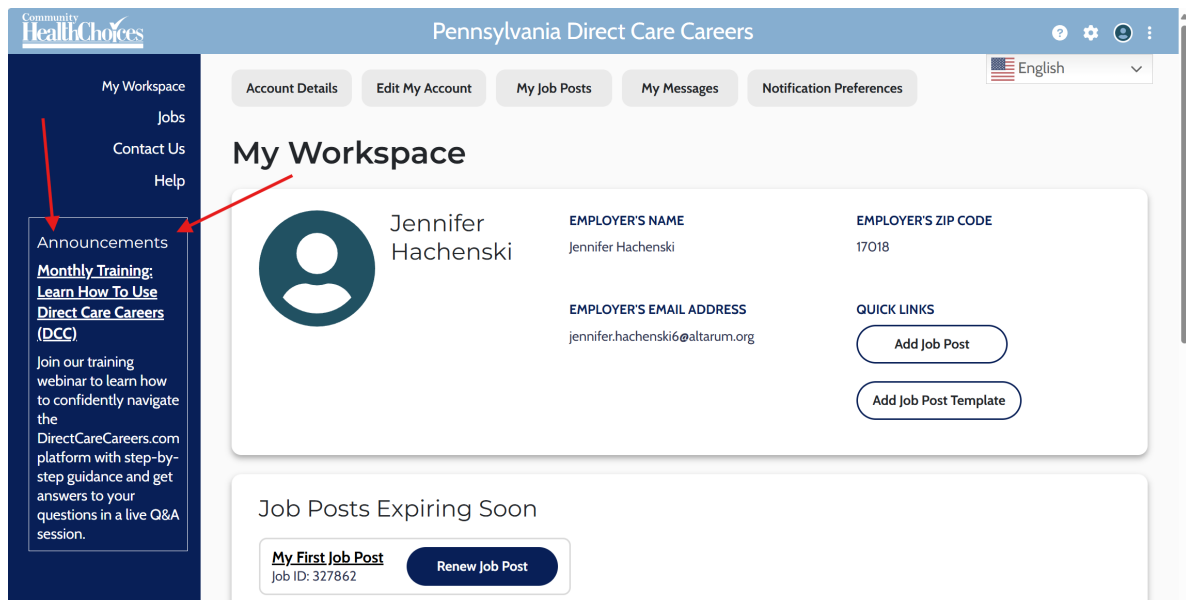 Community
HealthChoices
Pennsylvania Direct Care Careers
My Workspace
Jobs
Contact Us
Help
Announcements
Monthly Training:
Learn How To Use
Direct Care Careers
(DCC)
Join our training
webinar to learn how
to confidently navigate
the
DirectCareCareers.com
platform with step-by-
step guidance and get
answers to your
questions in a live Q&A
session.
English
Account Details
Edit My Account
My Job Posts
My Messages
Notification Preferences
My Workspace
Jennifer
Hachenski
EMPLOYER'S NAME
Jennifer Hachenski
EMPLOYER'S ZIP CODE
17018
EMPLOYER'S EMAIL ADDRESS
jennifer.hachenski6@altarum.org
QUICK LINKS
Add Job Post
Add Job Post Template
Job Posts Expiring Soon
My First Job Post
Job ID: 327862
Renew Job Post